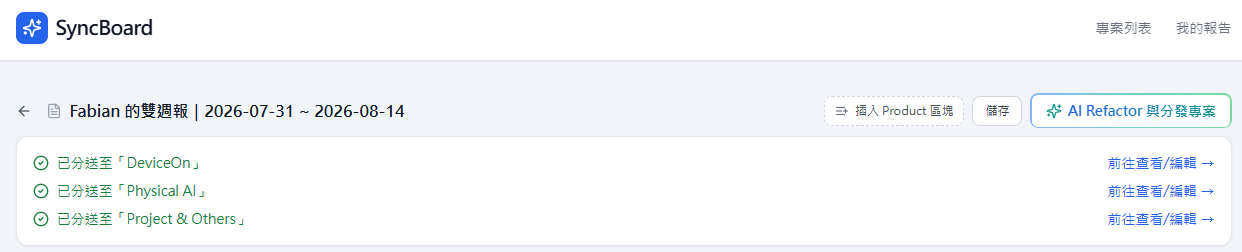 SyncBoard
專案列表 我的報告
Fabian 的雙週報 | 2026-07-31 ~ 2026-08-14 插入 Product 區塊 儲存 AI Refactor 與分發專案
已分送至「DeviceOn」 前往查看/編輯 →
已分送至「Physical AI」 前往查看/編輯 →
已分送至「Project & Others」 前往查看/編輯 →